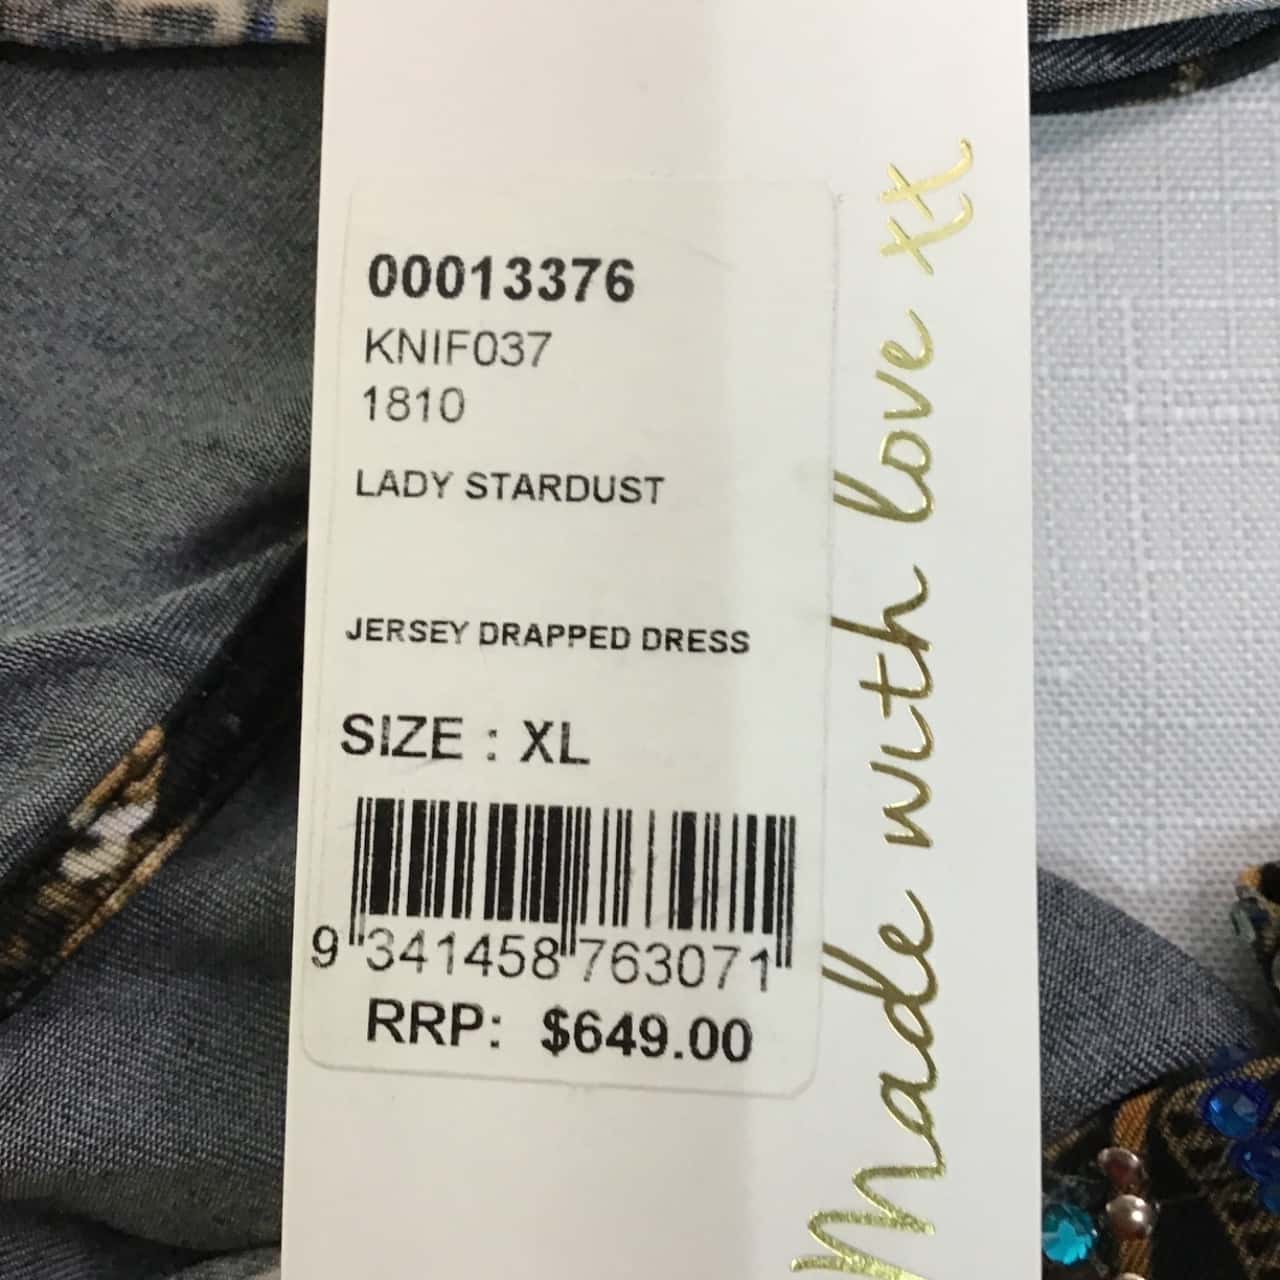 00013376
KNIF037
1810
LADY STARDUST
JERSEY DRAPPED DRESS
SIZE : XL
9 341458 763071
RRP: $649.00
Made with love xx